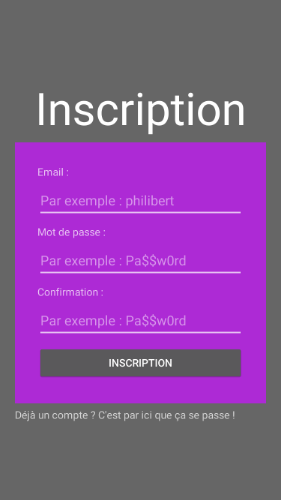 Inscription
Email :
Par exemple : philibert
Mot de passe :
Par exemple : Pa$$w0rd
Confirmation :
Par exemple : Pa$$w0rd
INSCRIPTION
Déjà un compte ? C'est par ici que ça se passe !